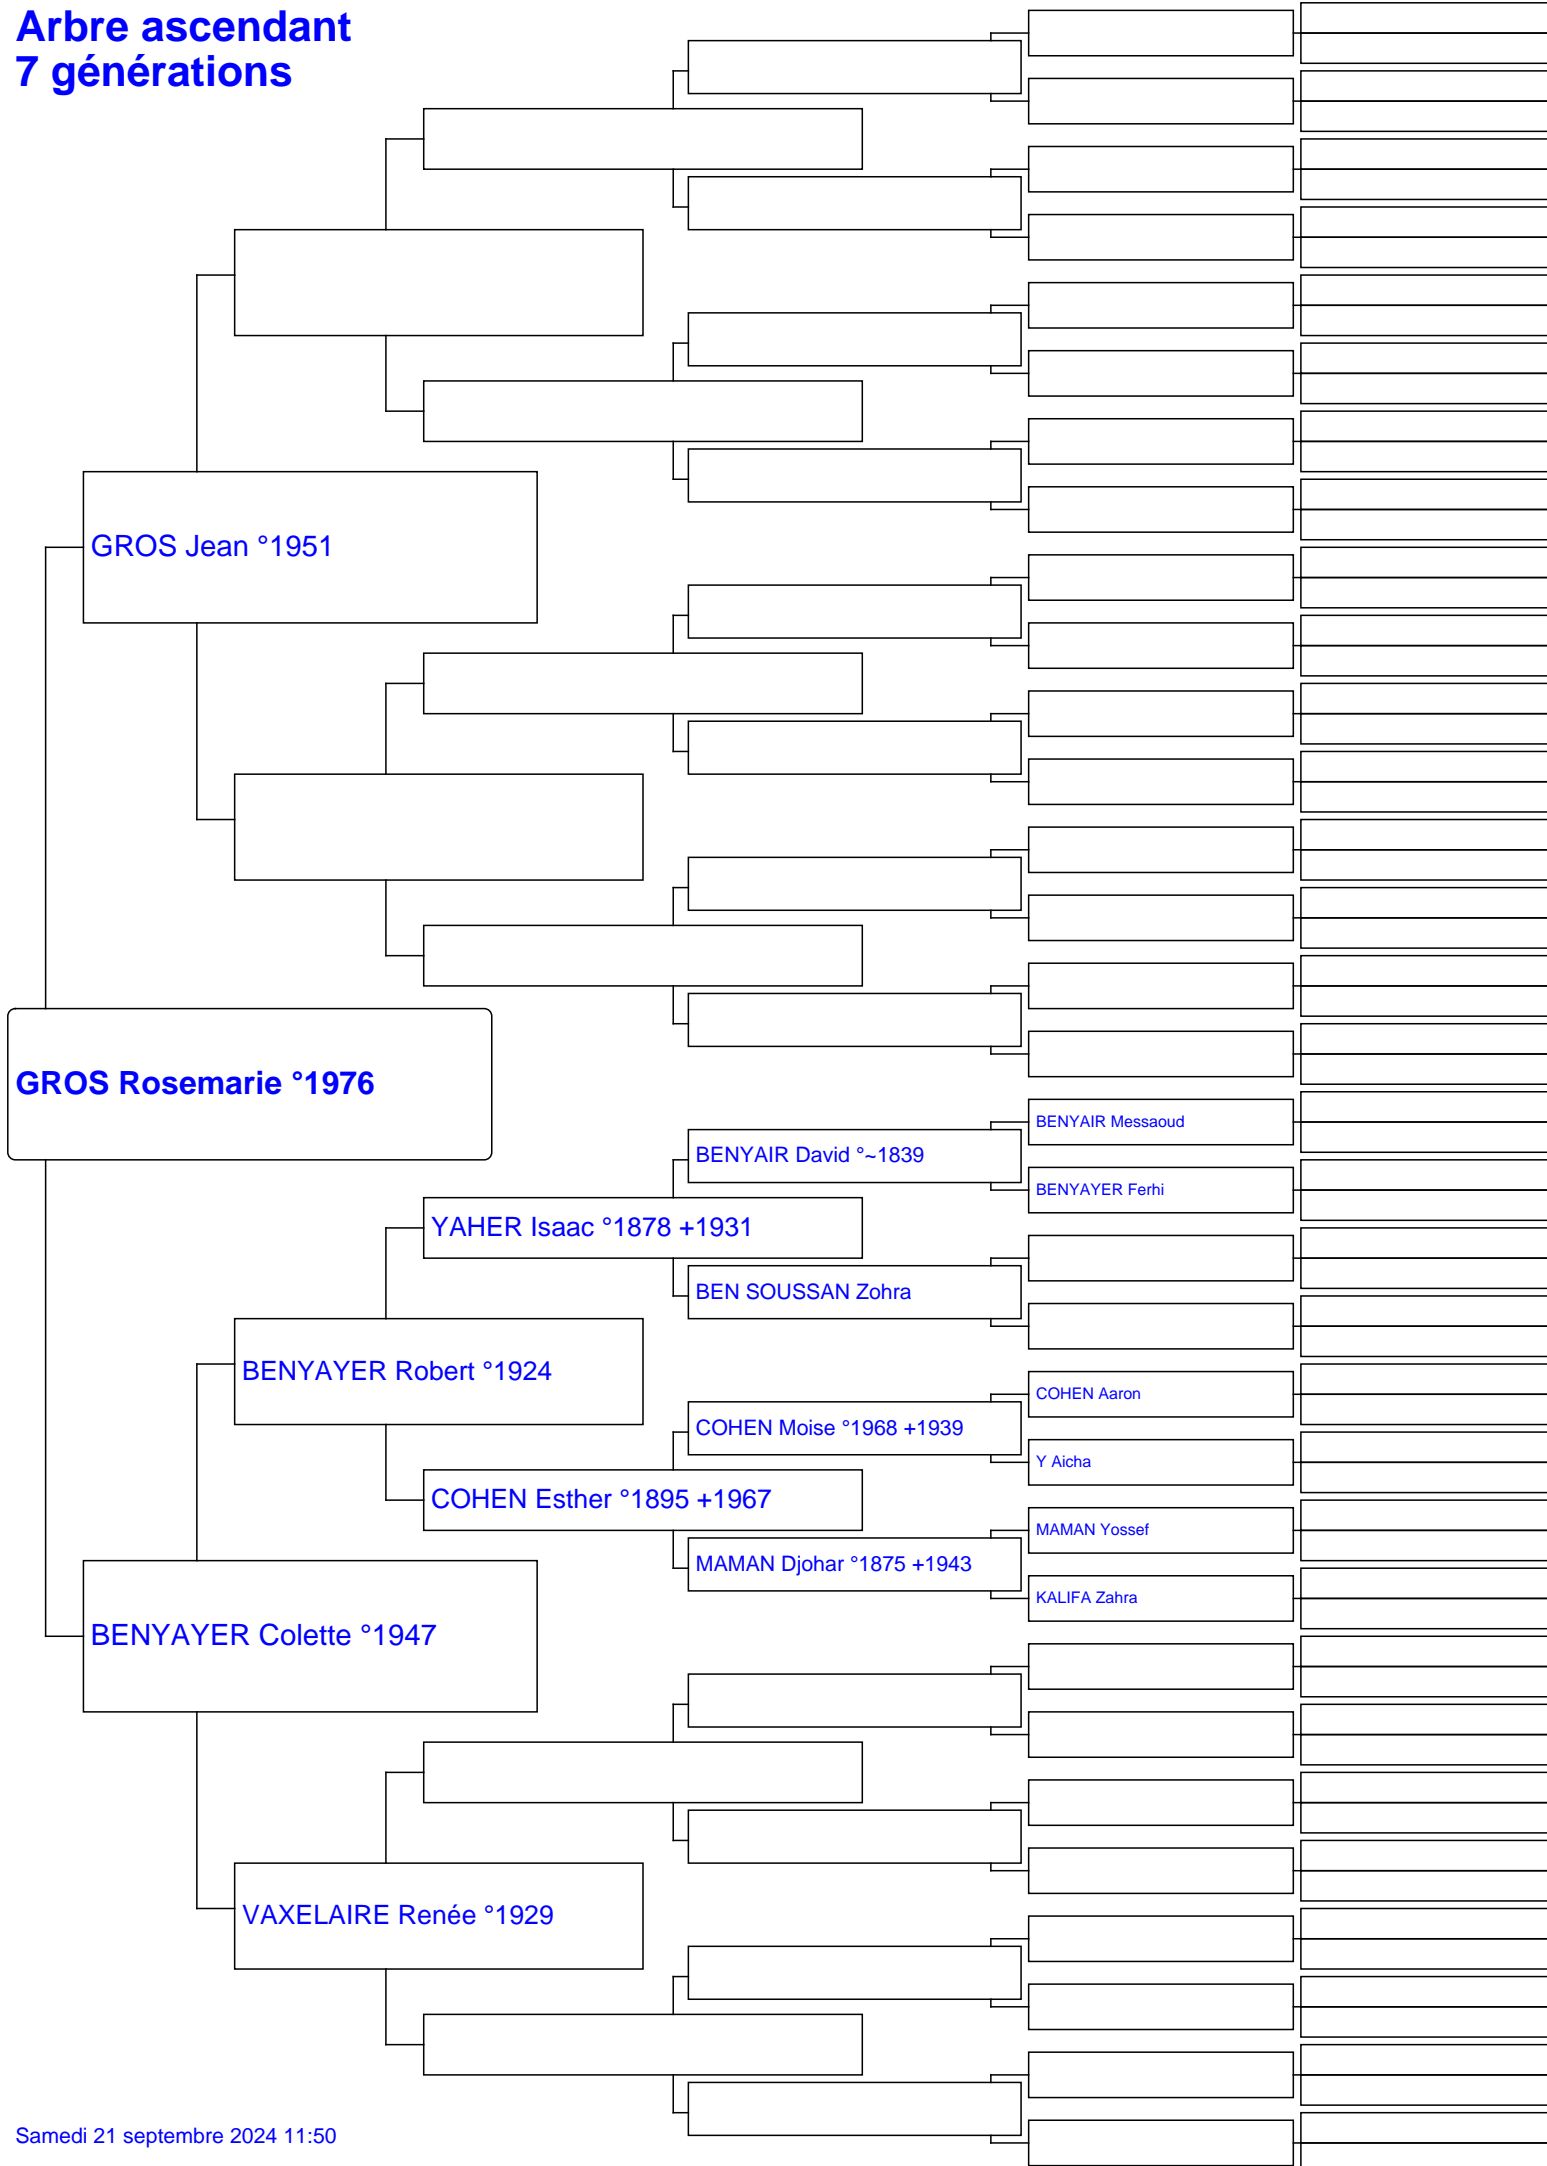 Arbre ascendant
7 générations
GROS Jean °1951
GROS Rosemarie °1976
BENYAIR Messaoud
BENYAIR David °~1839
BENYAYER Ferhi
YAHER Isaac °1878 +1931
BEN SOUSSAN Zohra
BENYAYER Robert °1924
COHEN Aaron
COHEN Moise °1968 +1939
Y Aicha
COHEN Esther °1895 +1967
MAMAN Yossef
MAMAN Djohar °1875 +1943
KALIFA Zahra
BENYAYER Colette °1947
VAXELAIRE Renée °1929
Samedi 21 septembre 2024 11:50